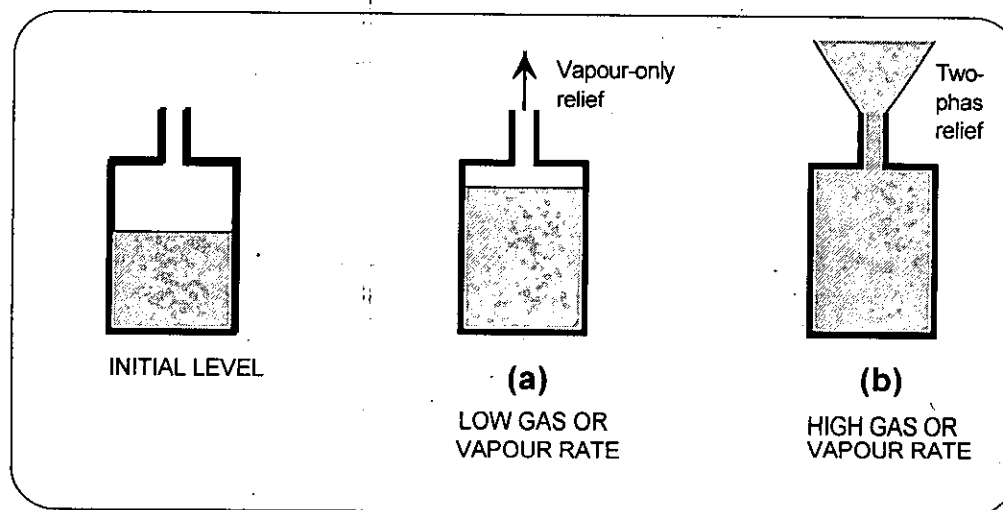 Vapour-only
relief
Two-
phas
relief
INITIAL LEVEL
(a)
LOW GAS OR
VAPOUR RATE
(b)
HIGH GAS OR
VAPOUR RATE